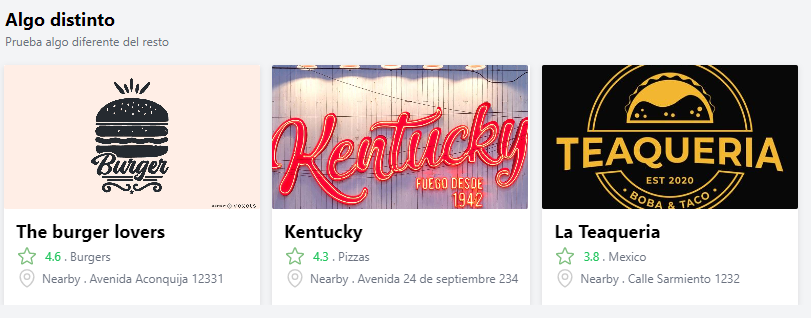 Algo distinto
Prueba algo diferente del resto
Burger
The burger lovers
4.6 . Burgers
Nearby . Avenida Aconquija 12331
Kentucky
FUEGO DESDE
1942
Kentucky
4.3 . Pizzas
Nearby . Avenida 24 de septiembre 234
TEAQUERIA
EST 2020
• BOBA & TACO •
La Teaqueria
3.8 . Mexico
Nearby . Calle Sarmiento 1232